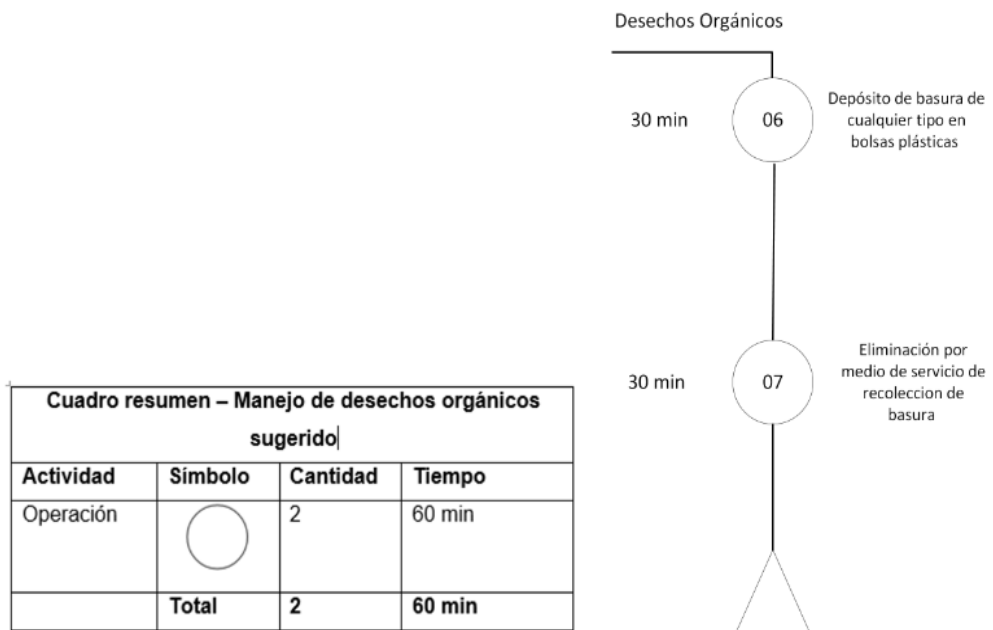 Desechos Orgánicos
30 min
06
Depósito de basura de
cualquier tipo en
bolsas plásticas
30 min
07
Eliminación por
medio de servicio de
recoleccion de
basura
Cuadro resumen – Manejo de desechos orgánicos
sugerido
Actividad Símbolo Cantidad Tiempo
Operación 2 60 min
Total 2 60 min